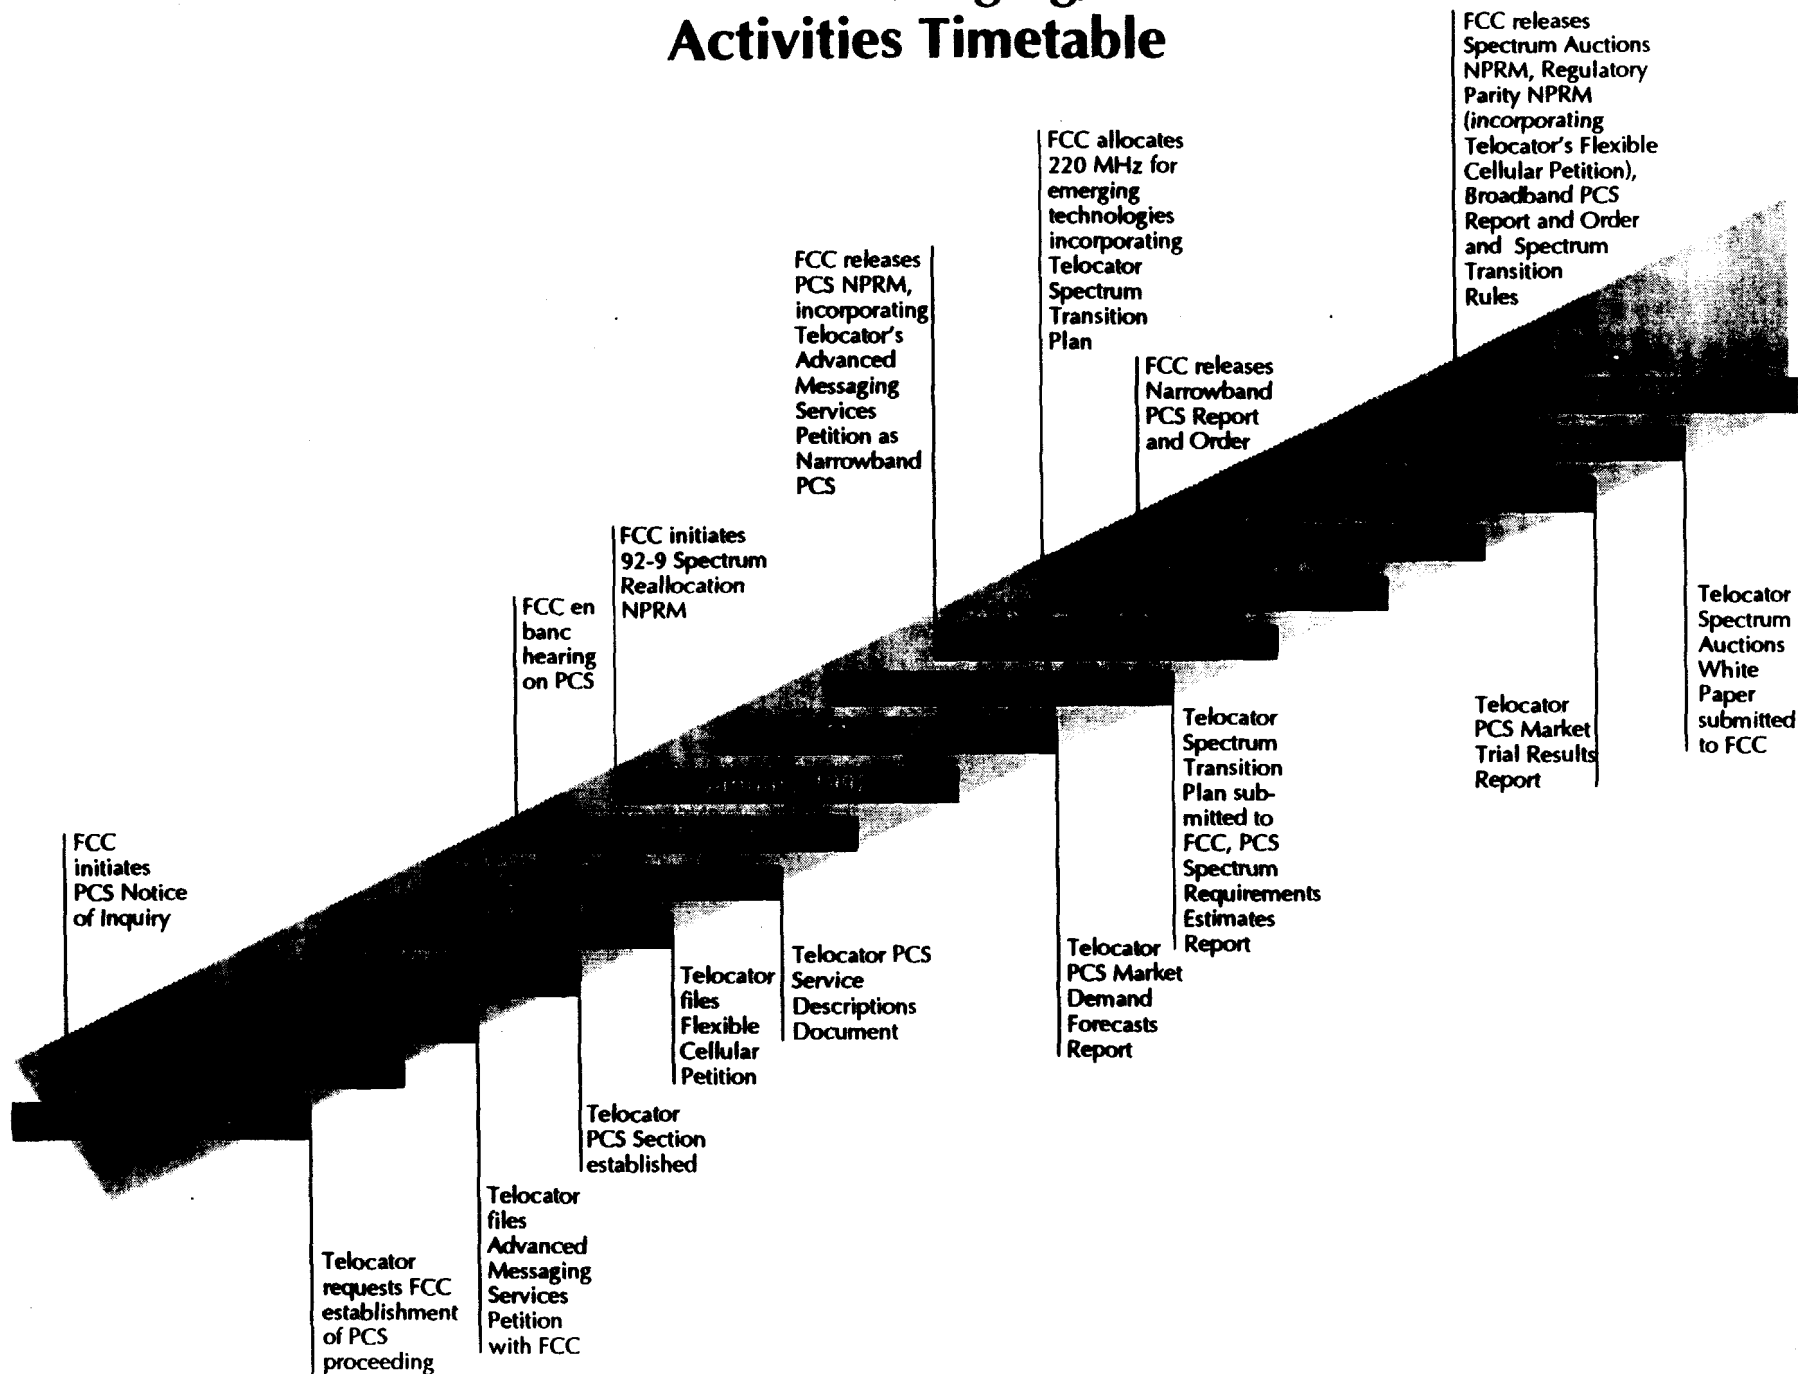 Activities Timetable
FCC releases
Spectrum Auctions
NPRM, Regulatory
Parity NPRM
(incorporating
Telocator's Flexible
Cellular Petition),
Broadband PCS
Report and Order
and Spectrum
Transition
Rules
FCC allocates
220 MHz for
emerging
technologies
incorporating
Telocator
Spectrum
Transition
Plan
FCC releases
PCS NPRM,
incorporating
Telocator's
Advanced
Messaging
Services
Petition as
Narrowband
PCS
FCC releases
Narrowband
PCS Report
and Order
FCC initiates
92-9 Spectrum
Reallocation
NPRM
FCC en
banc
hearing
on PCS
FCC
initiates
PCS Notice
of Inquiry
Telocator
Spectrum
Auctions
White
Paper
submitted
to FCC
Telocator
PCS Market
Trial Results
Report
Telocator
Spectrum
Transition
Plan sub-
mitted to
FCC, PCS
Spectrum
Requirements
Estimates
Report
Telocator
PCS Market
Demand
Forecasts
Report
Telocator PCS
Service
Descriptions
Document
Telocator
files
Flexible
Cellular
Petition
Telocator
PCS Section
established
Telocator
files
Advanced
Messaging
Services
Petition
with FCC
Telocator
requests FCC
establishment
of PCS
proceeding